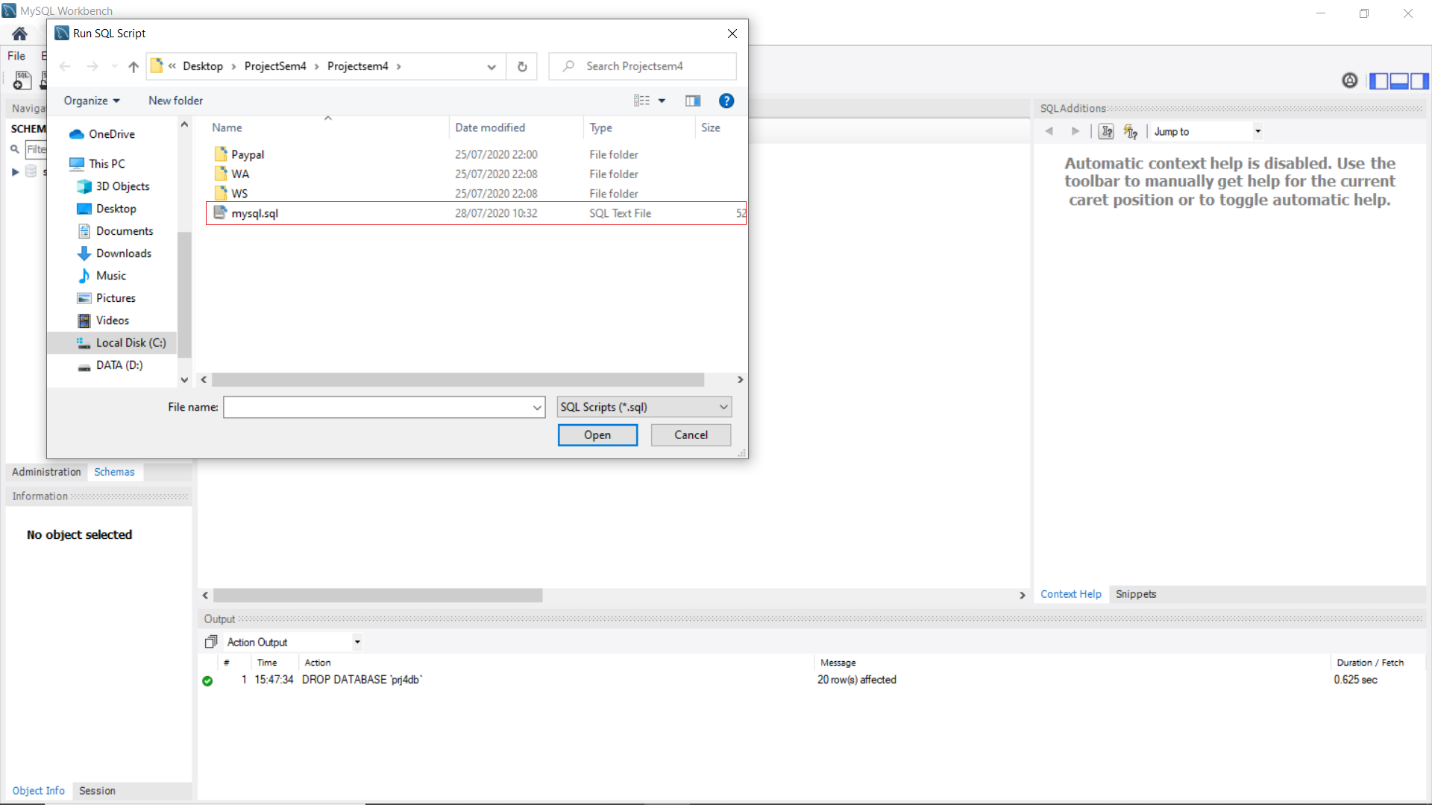 MySQL Workbench
Run SQL Script
« Desktop › ProjectSem4 › Projectsem4 ›
Search Projectsem4
File
Organize
New folder
Naviga
SCHEM
Filte
OneDrive
This PC
3D Objects
Desktop
Documents
Downloads
Music
Pictures
Videos
Local Disk (C:)
DATA (D:)
Name Date modified Type Size
Paypal 25/07/2020 22:00 File folder
WA 25/07/2020 22:08 File folder
WS 25/07/2020 22:08 File folder
mysql.sql 28/07/2020 10:32 SQL Text File 52
File name:
SQL Scripts (*.sql)
Open
Cancel
SQLAdditions
Jump to
Automatic context help is disabled. Use the
toolbar to manually get help for the current
caret position or to toggle automatic help.
Administration Schemas
Information
No object selected
Context Help Snippets
Output
Action Output
# Time Action Message Duration / Fetch
1 15:47:34 DROP DATABASE `prj4db` 20 row(s) affected 0.625 sec
Object Info Session